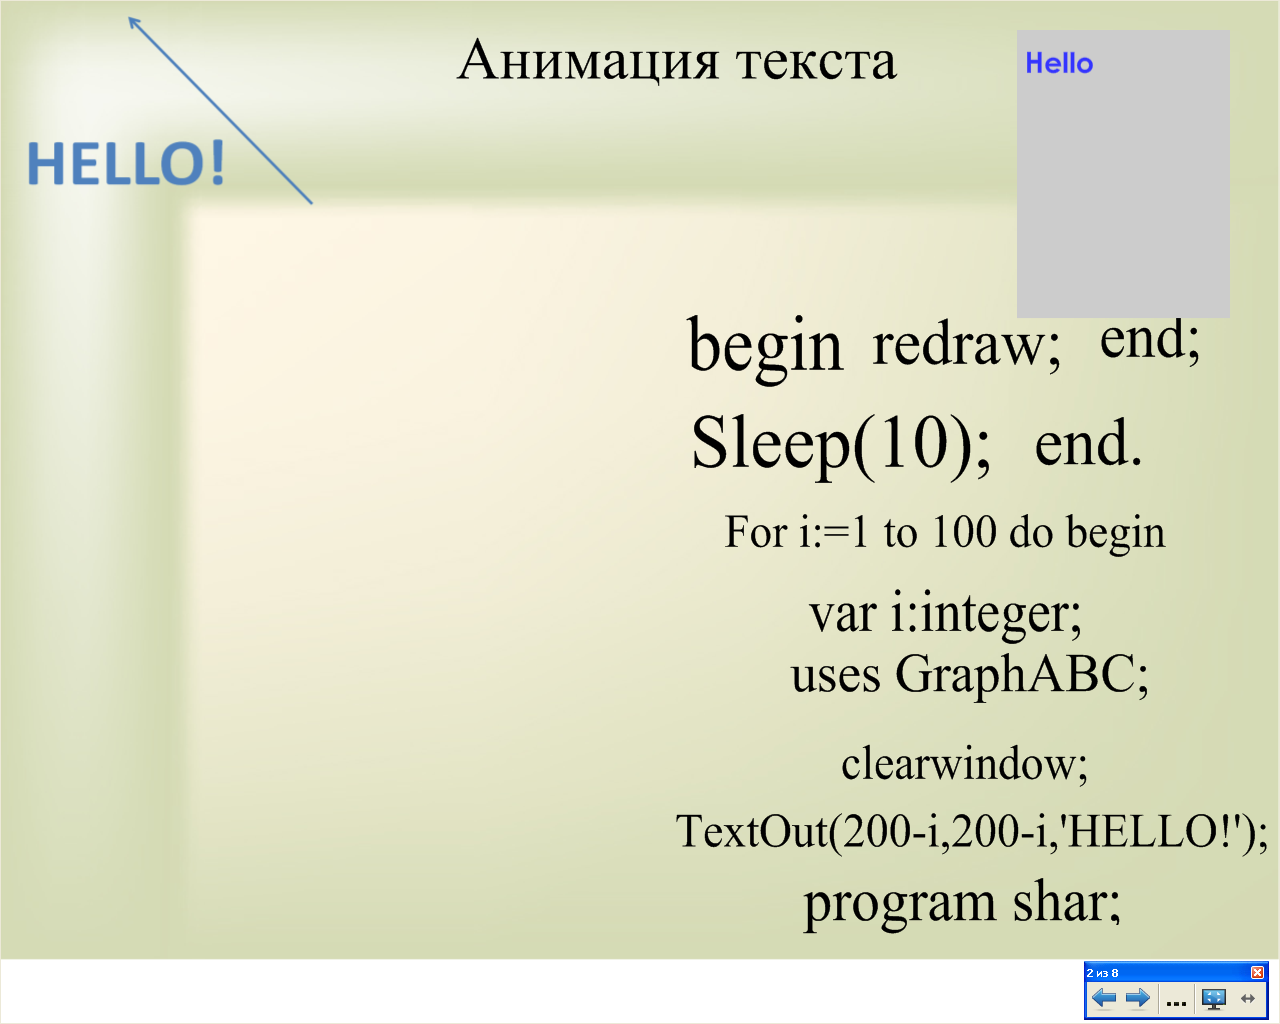 Анимация текста
Hello
HELLO!
begin redraw; end;
Sleep(10); end.
For i:=1 to 100 do begin
var i:integer;
uses GraphABC;
clearwindow;
TextOut(200-i,200-i,'HELLO!');
program shar;
2 из 8